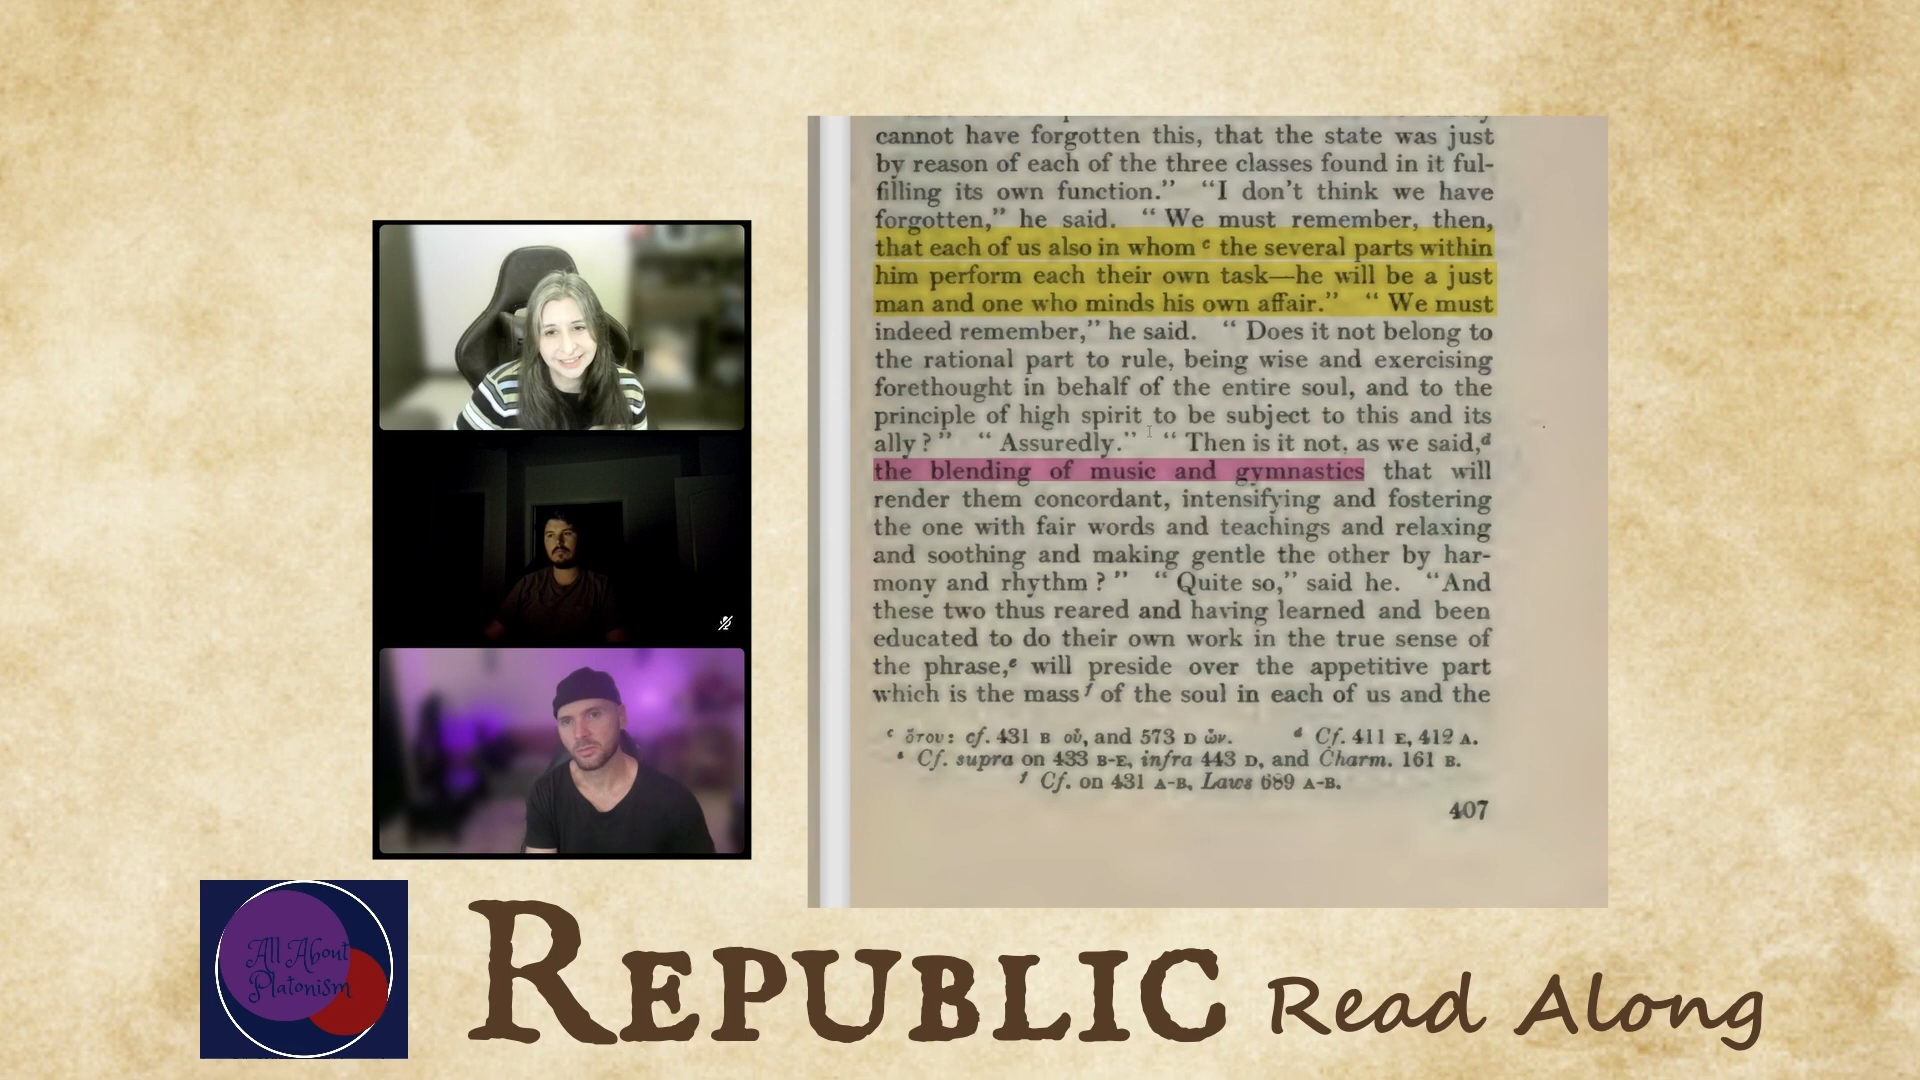 cannot have forgotten this, that the state was just
by reason of each of the three classes found in it ful-
filling its own function.” “I don’t think we have
forgotten,” he said. “ We must remember, then,
that each of us also in whom ᶜ the several parts within
him perform each their own task—he will be a just
man and one who minds his own affair.” “ We must
indeed remember,” he said. “ Does it not belong to
the rational part to rule, being wise and exercising
forethought in behalf of the entire soul, and to the
principle of high spirit to be subject to this and its
ally ? ” “ Assuredly.” “ Then is it not, as we said,ᵈ
the blending of music and gymnastics that will
render them concordant, intensifying and fostering
the one with fair words and teachings and relaxing
and soothing and making gentle the other by har-
mony and rhythm ? ” “ Quite so,” said he. “And
these two thus reared and having learned and been
educated to do their own work in the true sense of
the phrase,ᵉ will preside over the appetitive part
which is the mass ᶠ of the soul in each of us and the
ᶜ ὅτου: cf. 431 B οὗ, and 573 D ὧν. ᵈ Cf. 411 E, 412 A.
ᵉ Cf. supra on 433 B-E, infra 443 D, and Charm. 161 B.
ᶠ Cf. on 431 A-B, Laws 689 A-B.
407
All About
Platonism
REPUBLIC Read Along